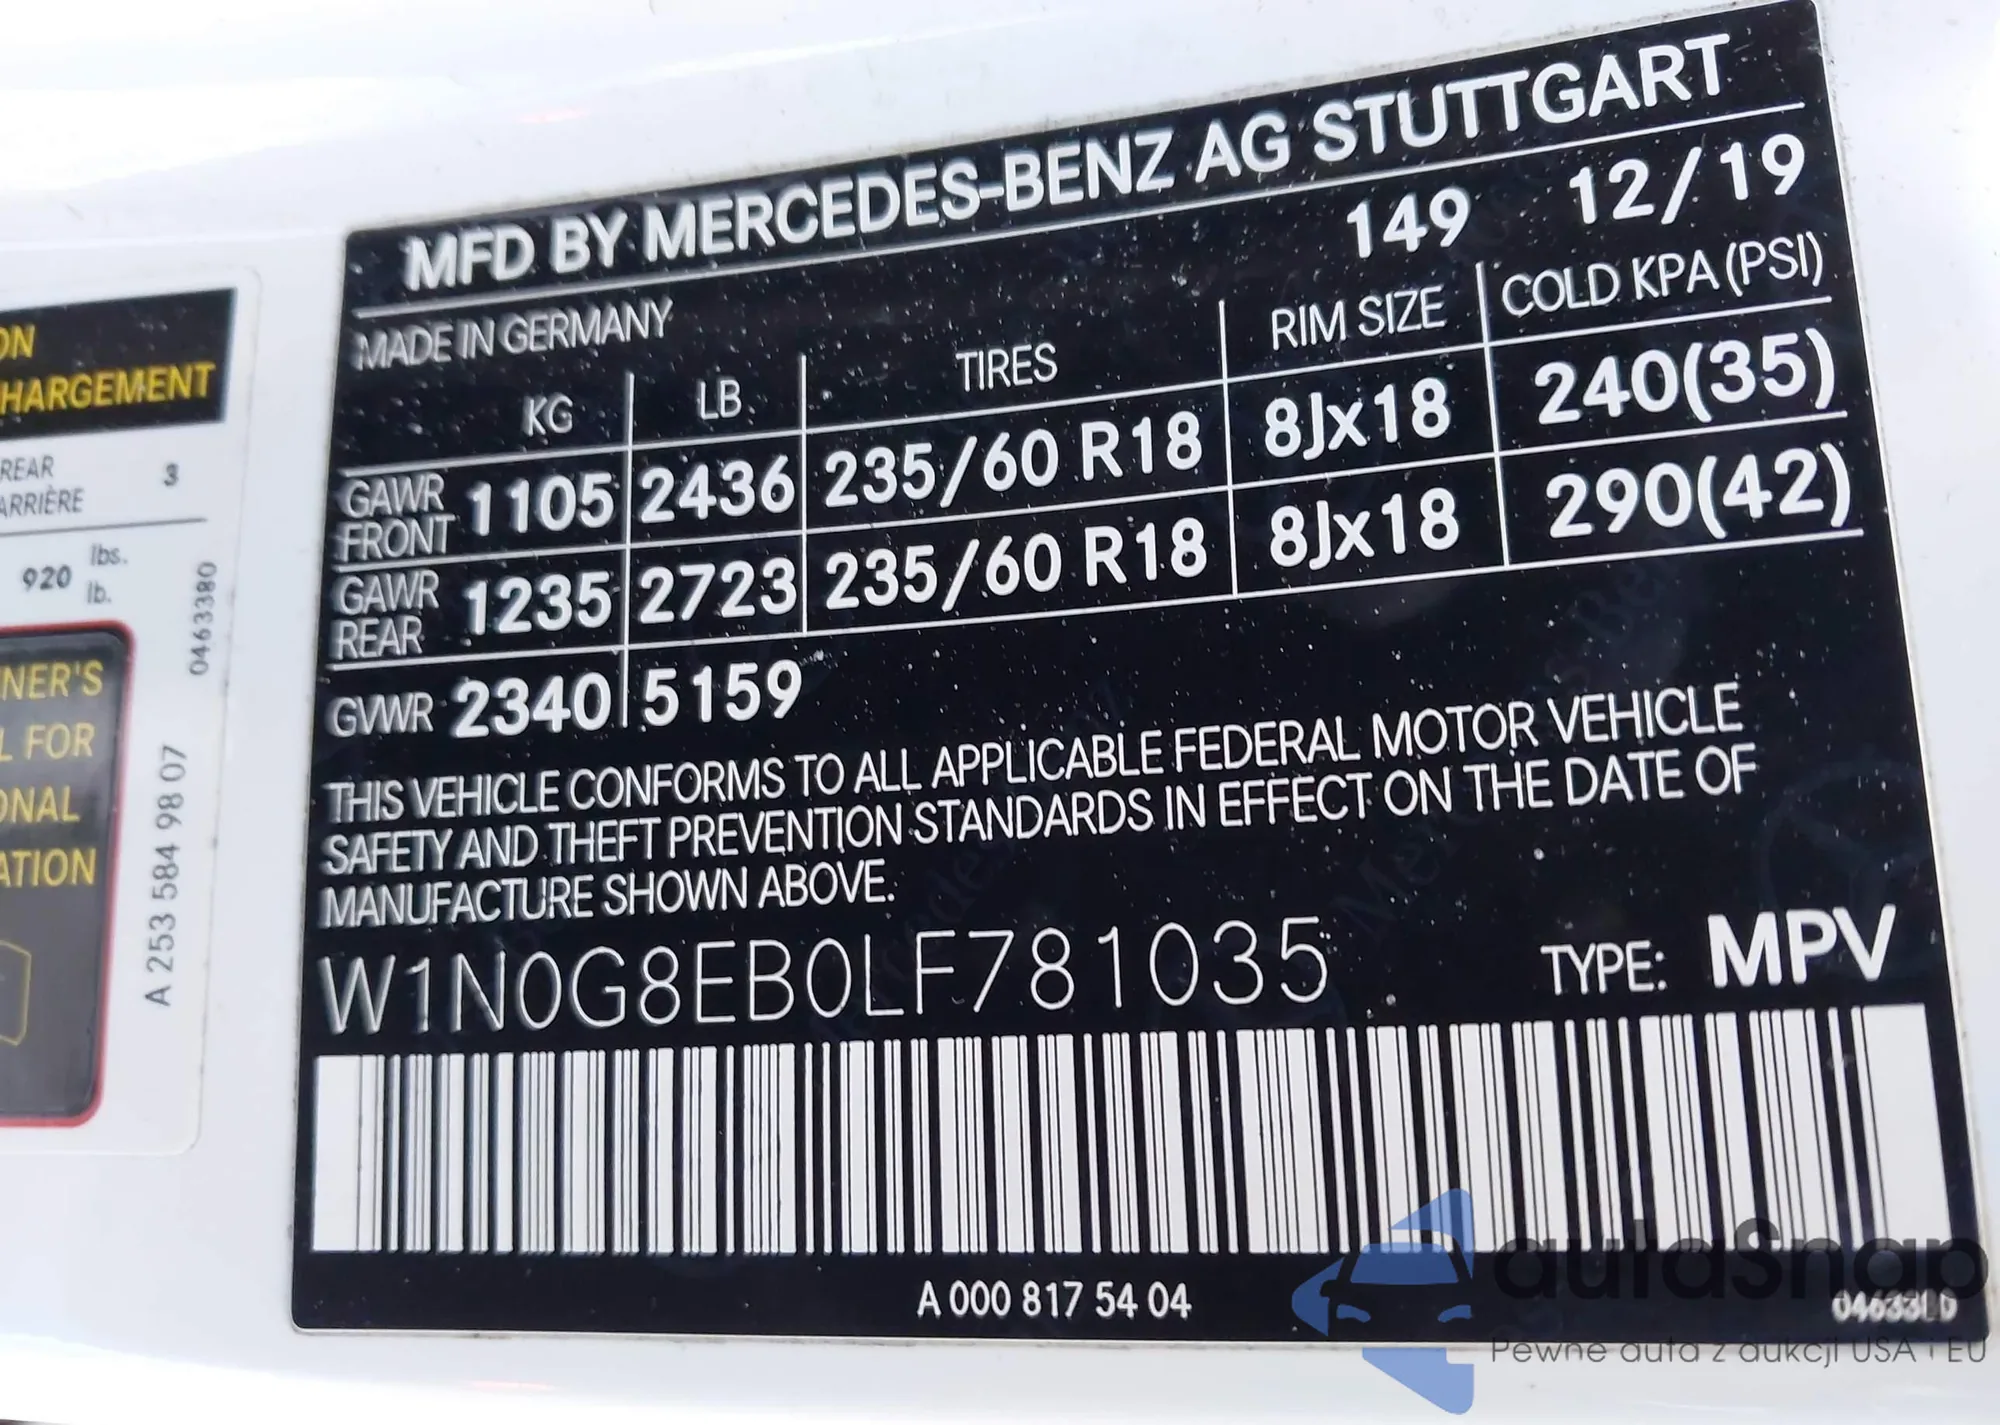 MFD BY MERCEDES-BENZ AG STUTTGART
MADE IN GERMANY 149 12/19
KG LB TIRES RIM SIZE COLD KPA (PSI)
GAWR FRONT 1105 2436 235/60 R18 8Jx18 240(35)
GAWR REAR 1235 2723 235/60 R18 8Jx18 290(42)
GVWR 2340 5159
THIS VEHICLE CONFORMS TO ALL APPLICABLE FEDERAL MOTOR VEHICLE
SAFETY AND THEFT PREVENTION STANDARDS IN EFFECT ON THE DATE OF
MANUFACTURE SHOWN ABOVE.
W1N0G8EB0LF781035 TYPE: MPV
A 000 817 54 04
ON
HARGEMENT
REAR 3
ARRIÈRE
920 lbs.
lb.
0463380
NER'S
L FOR
ONAL
ATION
A 253 584 98 07
autaSnap
Pewne auta z aukcji USA i EU